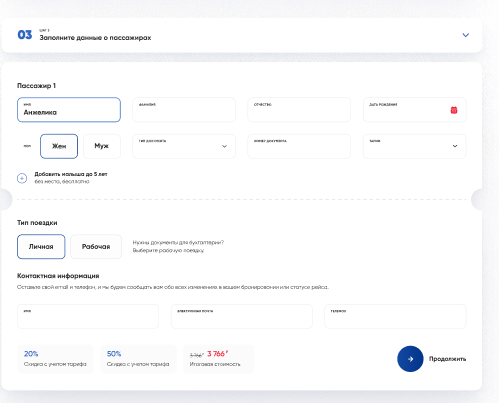 ШАГ 3
03
Заполните данные о пассажирах
Пассажир 1
ИМЯ
Анжелика
ФАМИЛИЯ
ОТЧЕСТВО
ДАТА РОЖДЕНИЯ
ПОЛ
Жен
Муж
ТИП ДОКУМЕНТА
НОМЕР ДОКУМЕНТА
ТАРИФ
Добавить малыша до 5 лет
без места, бесплатно
Тип поездки
Личная
Рабочая
Нужны документы для бухгалтерии?
Выберите рабочую поездку
Контактная информация
Оставьте свой email и телефон, и мы будем сообщать вам обо всех изменениях в вашем бронировании или статусе рейса.
ИМЯ
ЭЛЕКТРОННАЯ ПОЧТА
ТЕЛЕФОН
20%
Скидка с учетом тарифа
50%
Скидка с учетом тарифа
3 766 ₽
Итоговая стоимость
Продолжить